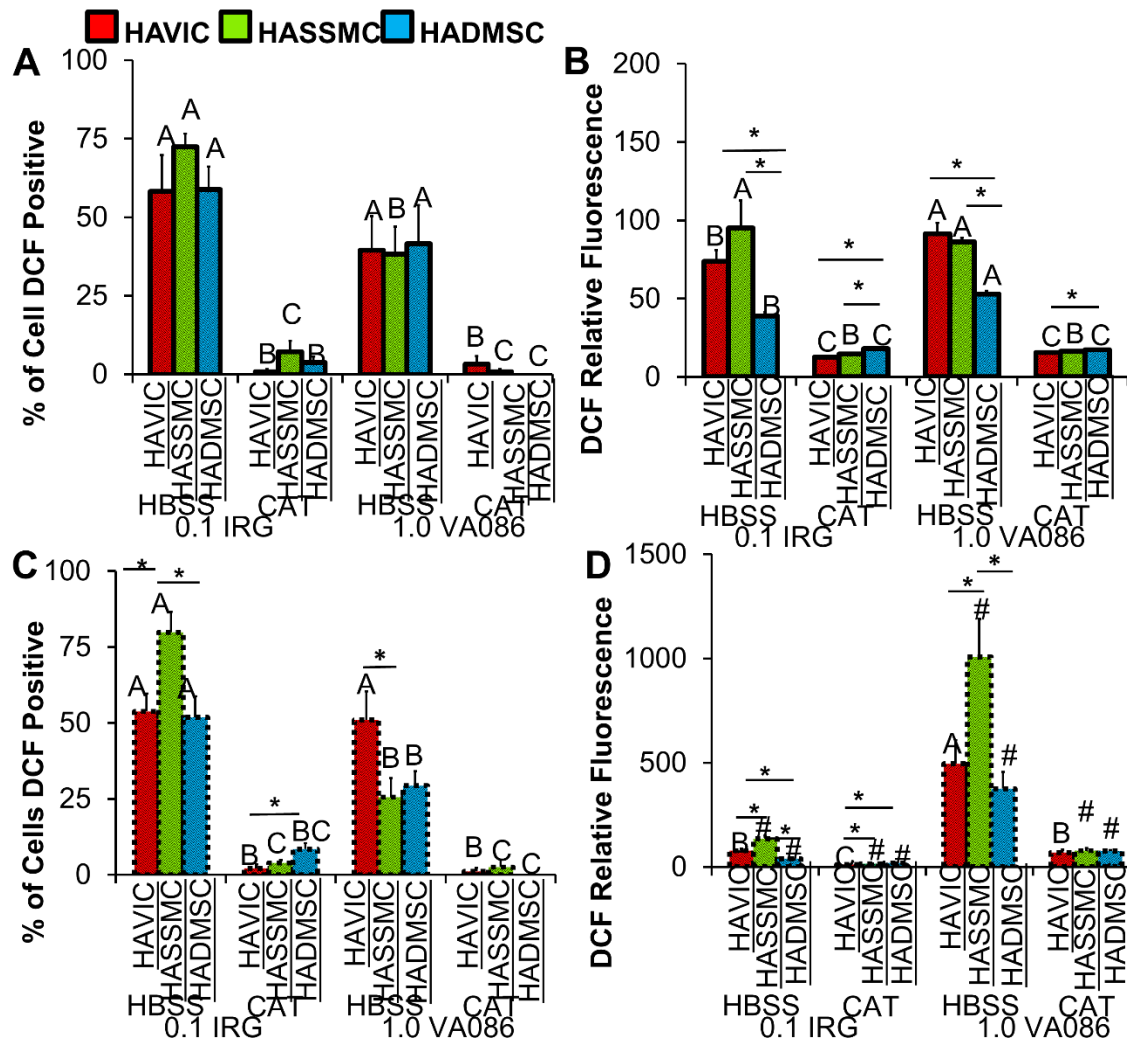 HAVIC HASSMC HADMSC
A
% of Cell DCF Positive
100
75
50
25
0
A A A
B C B
A B A
B C C
HAVIC HASSMC HADMSC HAVIC HASSMC HADMSC HAVIC HASSMC HADMSC HAVIC HASSMC HADMSC
HBSS CAT HBSS CAT
0.1 IRG 1.0 VA086
B
DCF Relative Fluorescence
200
150
100
50
0
* *
B A B
* *
C B C
* *
A A A
*
C B C
HAVIC HASSMC HADMSC HAVIC HASSMC HADMSC HAVIC HASSMC HADMSC HAVIC HASSMC HADMSC
HBSS CAT HBSS CAT
0.1 IRG 1.0 VA086
C
% of Cells DCF Positive
100
75
50
25
0
* *
A A A
*
B C BC
*
A B B
B C C
HAVIC HASSMC HADMSC HAVIC HASSMC HADMSC HAVIC HASSMC HADMSC HAVIC HASSMC HADMSC
HBSS CAT HBSS CAT
0.1 IRG 1.0 VA086
D
DCF Relative Fluorescence
1500
1000
500
0
* * *
B # #
* *
C # #
* *
A # #
B # #
HAVIC HASSMC HADMSC HAVIC HASSMC HADMSC HAVIC HASSMC HADMSC HAVIC HASSMC HADMSC
HBSS CAT HBSS CAT
0.1 IRG 1.0 VA086